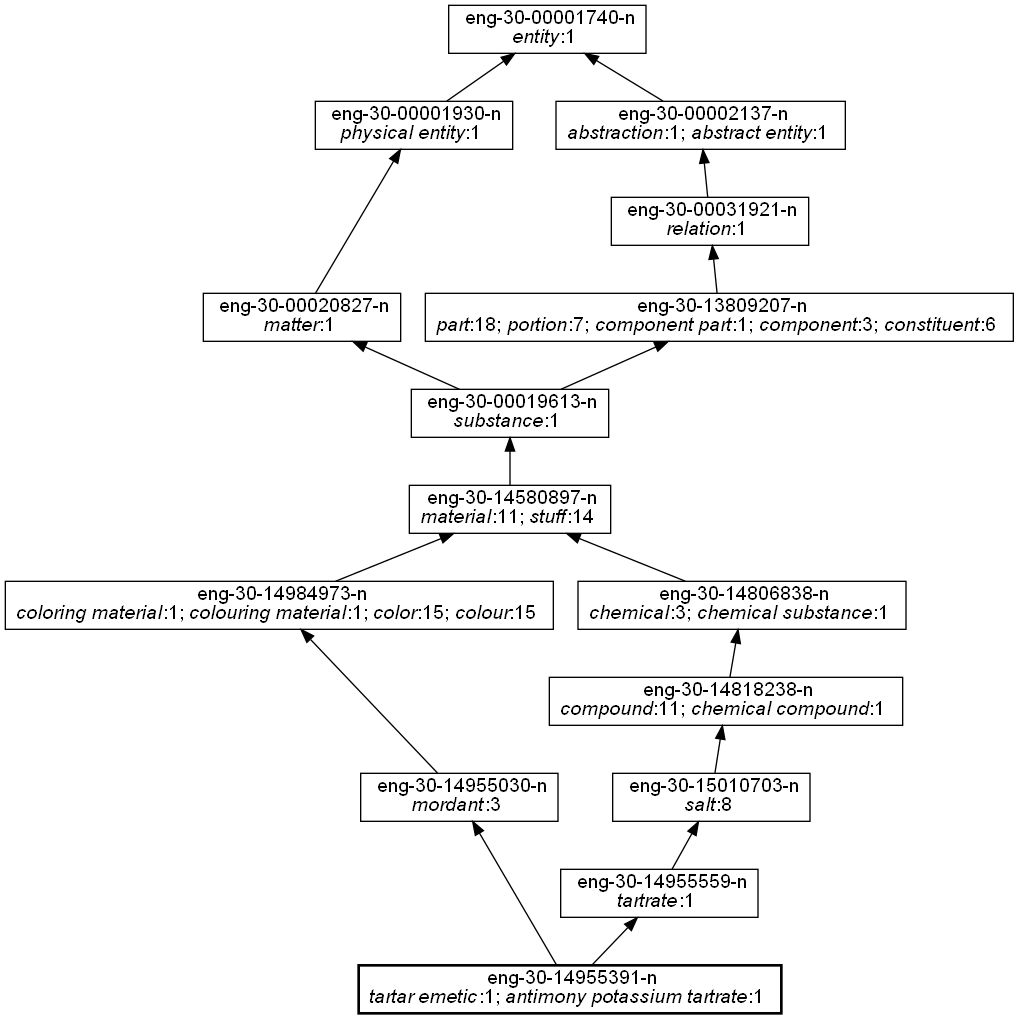 eng-30-00001740-n
entity:1
eng-30-00001930-n
physical entity:1
eng-30-00002137-n
abstraction:1; abstract entity:1
eng-30-00031921-n
relation:1
eng-30-00020827-n
matter:1
eng-30-13809207-n
part:18; portion:7; component part:1; component:3; constituent:6
eng-30-00019613-n
substance:1
eng-30-14580897-n
material:11; stuff:14
eng-30-14984973-n
coloring material:1; colouring material:1; color:15; colour:15
eng-30-14806838-n
chemical:3; chemical substance:1
eng-30-14818238-n
compound:11; chemical compound:1
eng-30-14955030-n
mordant:3
eng-30-15010703-n
salt:8
eng-30-14955559-n
tartrate:1
eng-30-14955391-n
tartar emetic:1; antimony potassium tartrate:1